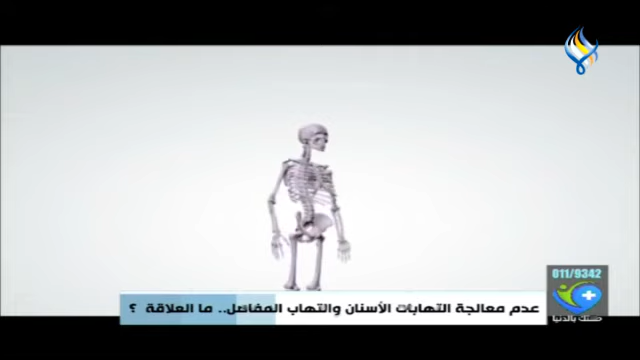 011/9342
صحتك بالدنيا
عدم معالجة التهابات الأسنان والتهاب المفاصل.. ما العلاقة ؟